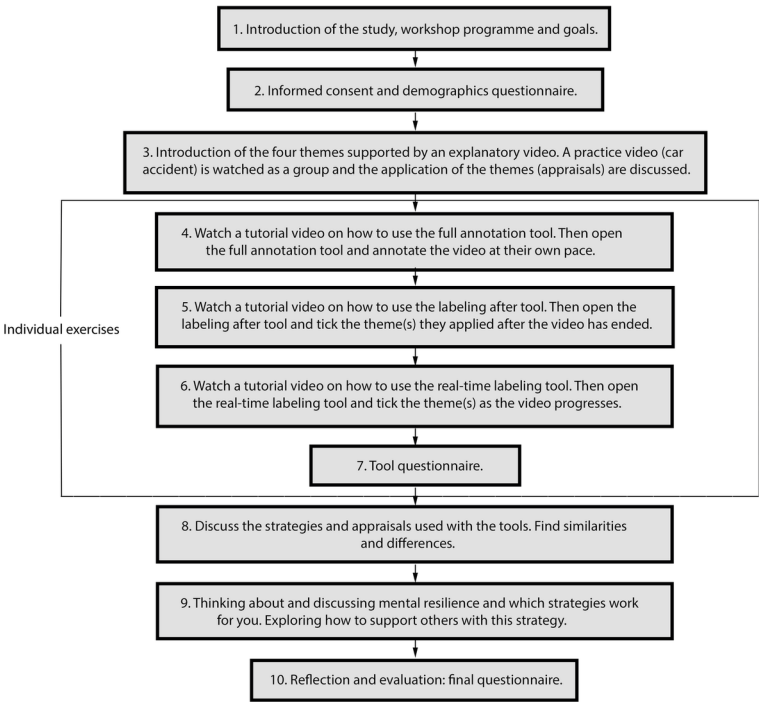 1. Introduction of the study, workshop programme and goals.
2. Informed consent and demographics questionnaire.
3. Introduction of the four themes supported by an explanatory video. A practice video (car
accident) is watched as a group and the application of the themes (appraisals) are discussed.
4. Watch a tutorial video on how to use the full annotation tool. Then open
the full annotation tool and annotate the video at their own pace.
5. Watch a tutorial video on how to use the labeling after tool. Then open the
labeling after tool and tick the theme(s) they applied after the video has ended.
Individual exercises
6. Watch a tutorial video on how to use the real-time labeling tool. Then open
the real-time labeling tool and tick the theme(s) as the video progresses.
7. Tool questionnaire.
8. Discuss the strategies and appraisals used with the tools. Find similarities
and differences.
9. Thinking about and discussing mental resilience and which strategies work
for you. Exploring how to support others with this strategy.
10. Reflection and evaluation: final questionnaire.